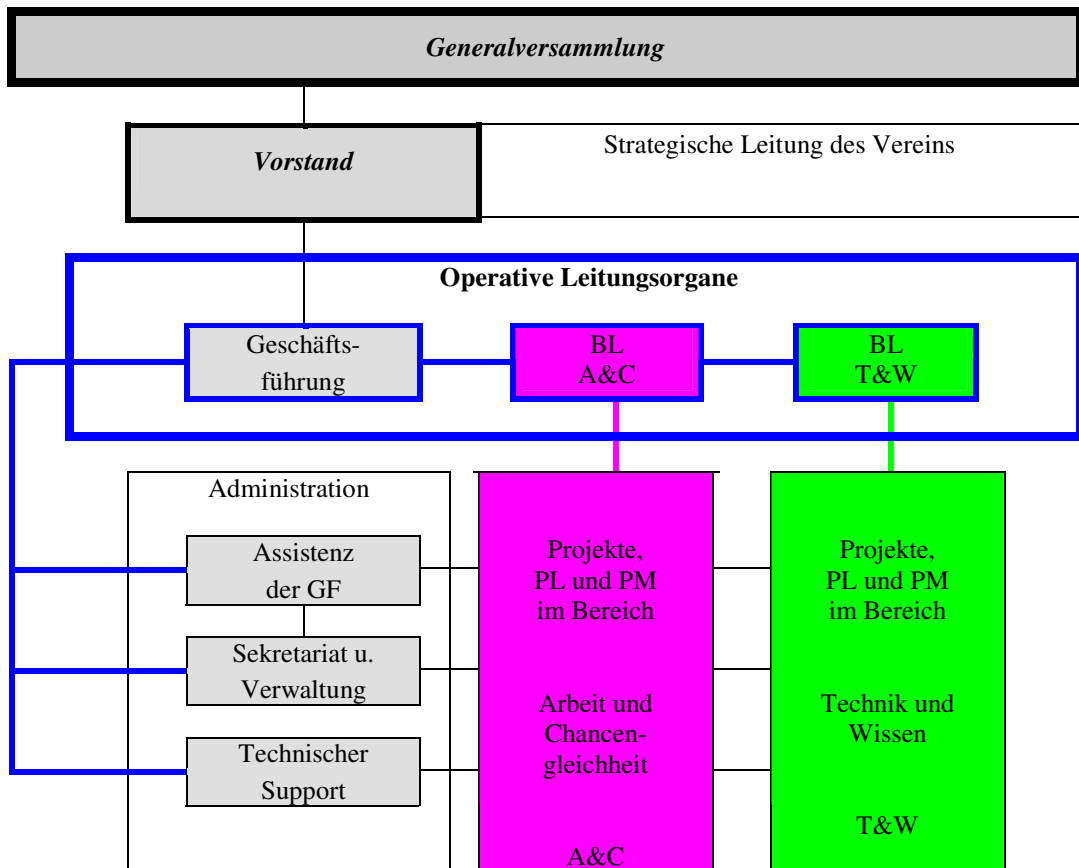 Generalversammlung
Vorstand
Strategische Leitung des Vereins
Operative Leitungsorgane
Geschäfts-
führung
BL
A&C
BL
T&W
Administration
Assistenz
der GF
Sekretariat u.
Verwaltung
Technischer
Support
Projekte,
PL und PM
im Bereich
Arbeit und
Chancen-
gleichheit
A&C
Projekte,
PL und PM
im Bereich
Technik und
Wissen
T&W